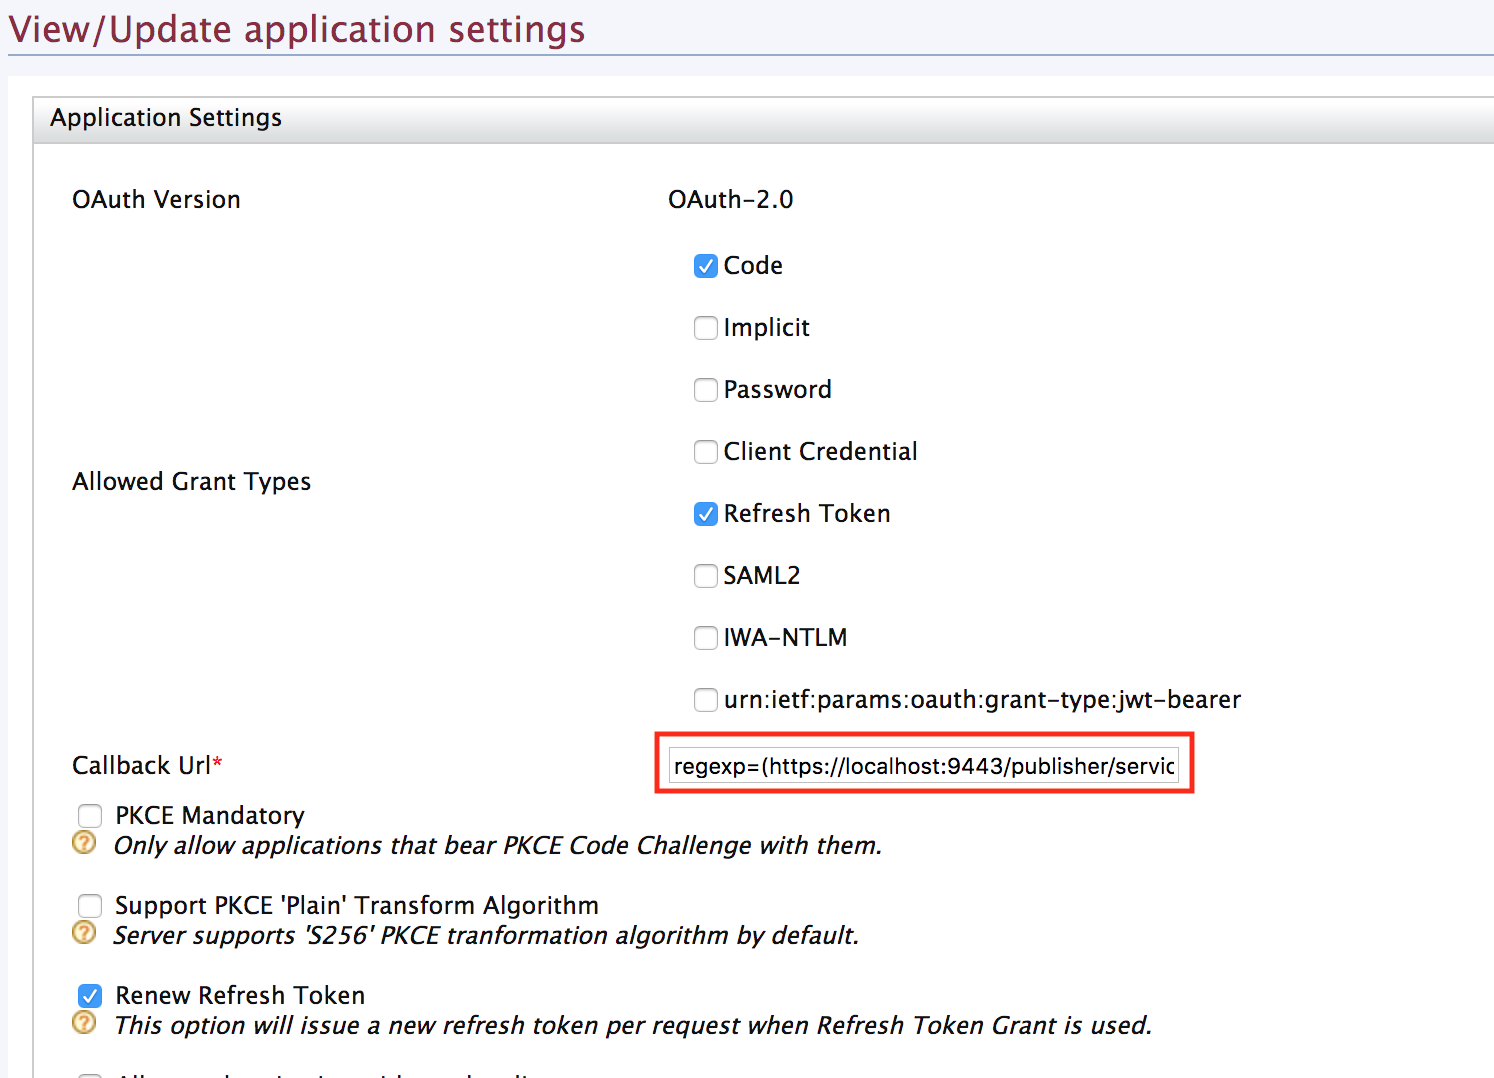 View/Update application settings
Application Settings
OAuth Version
OAuth-2.0
Code
Implicit
Password
Client Credential
Allowed Grant Types
Refresh Token
SAML2
IWA-NTLM
urn:ietf:params:oauth:grant-type:jwt-bearer
Callback Url*
regexp=(https://localhost:9443/publisher/servic
PKCE Mandatory
? Only allow applications that bear PKCE Code Challenge with them.
Support PKCE 'Plain' Transform Algorithm
? Server supports 'S256' PKCE tranformation algorithm by default.
Renew Refresh Token
? This option will issue a new refresh token per request when Refresh Token Grant is used.